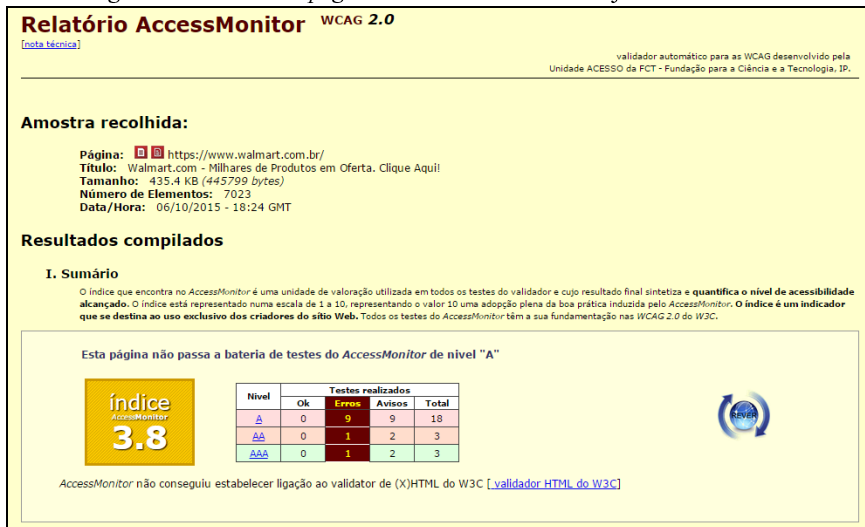 Relatório AccessMonitor WCAG 2.0
[nota técnica]
validador automático para as WCAG desenvolvido pela
Unidade ACESSO da FCT - Fundação para a Ciência e a Tecnologia, IP.
Amostra recolhida:
Página: https://www.walmart.com.br/
Título: Walmart.com - Milhares de Produtos em Oferta. Clique Aqui!
Tamanho: 435.4 KB (445799 bytes)
Número de Elementos: 7023
Data/Hora: 06/10/2015 - 18:24 GMT
Resultados compilados
I. Sumário
O índice que encontra no AccessMonitor é uma unidade de valoração utilizada em todos os testes do validador e cujo resultado final sintetiza e quantifica o nível de acessibilidade
alcançado. O índice está representado numa escala de 1 a 10, representando o valor 10 uma adopção plena da boa prática induzida pelo AccessMonitor. O índice é um indicador
que se destina ao uso exclusivo dos criadores do sítio Web. Todos os testes do AccessMonitor têm a sua fundamentação nas WCAG 2.0 do W3C.
Esta página não passa a bateria de testes do AccessMonitor de nivel "A"
índice
AccessMonitor
3.8
Nivel Testes realizados
Ok Erros Avisos Total
A 0 9 9 18
AA 0 1 2 3
AAA 0 1 2 3
REVER
AccessMonitor não conseguiu estabelecer ligação ao validator de (X)HTML do W3C [ validador HTML do W3C]